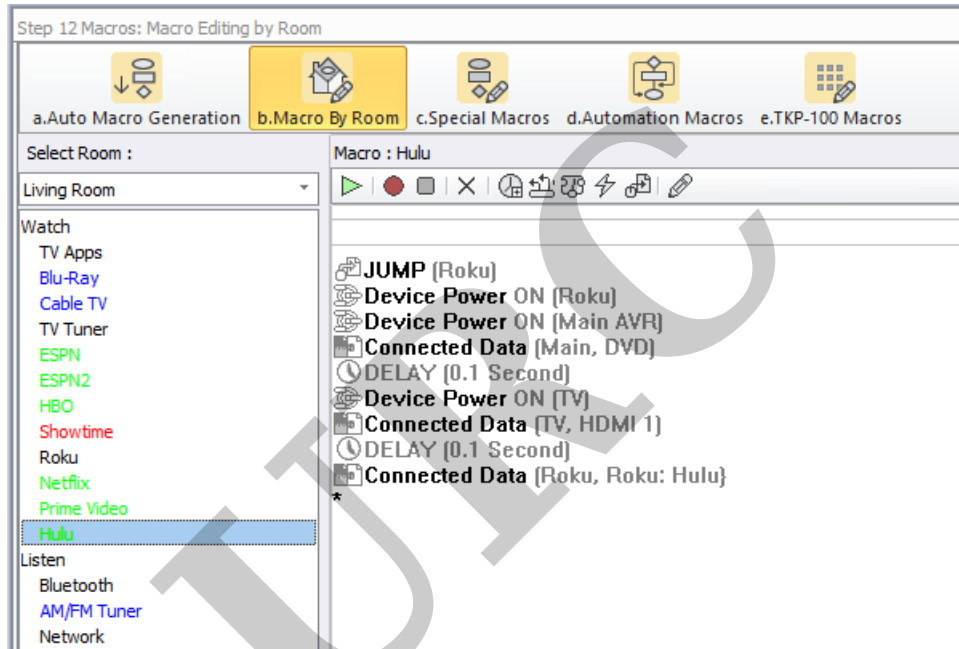 Step 12 Macros: Macro Editing by Room
a.Auto Macro Generation b.Macro By Room c.Special Macros d.Automation Macros e.TKP-100 Macros
Select Room :
Living Room
Watch
TV Apps
Blu-Ray
Cable TV
TV Tuner
ESPN
ESPN2
HBO
Showtime
Roku
Netflix
Prime Video
Hulu
Listen
Bluetooth
AM/FM Tuner
Network
Macro : Hulu
JUMP (Roku)
Device Power ON (Roku)
Device Power ON (Main AVR)
Connected Data (Main, DVD)
DELAY (0.1 Second)
Device Power ON (TV)
Connected Data (TV, HDMI 1)
DELAY (0.1 Second)
Connected Data (Roku, Roku: Hulu}
*
URC